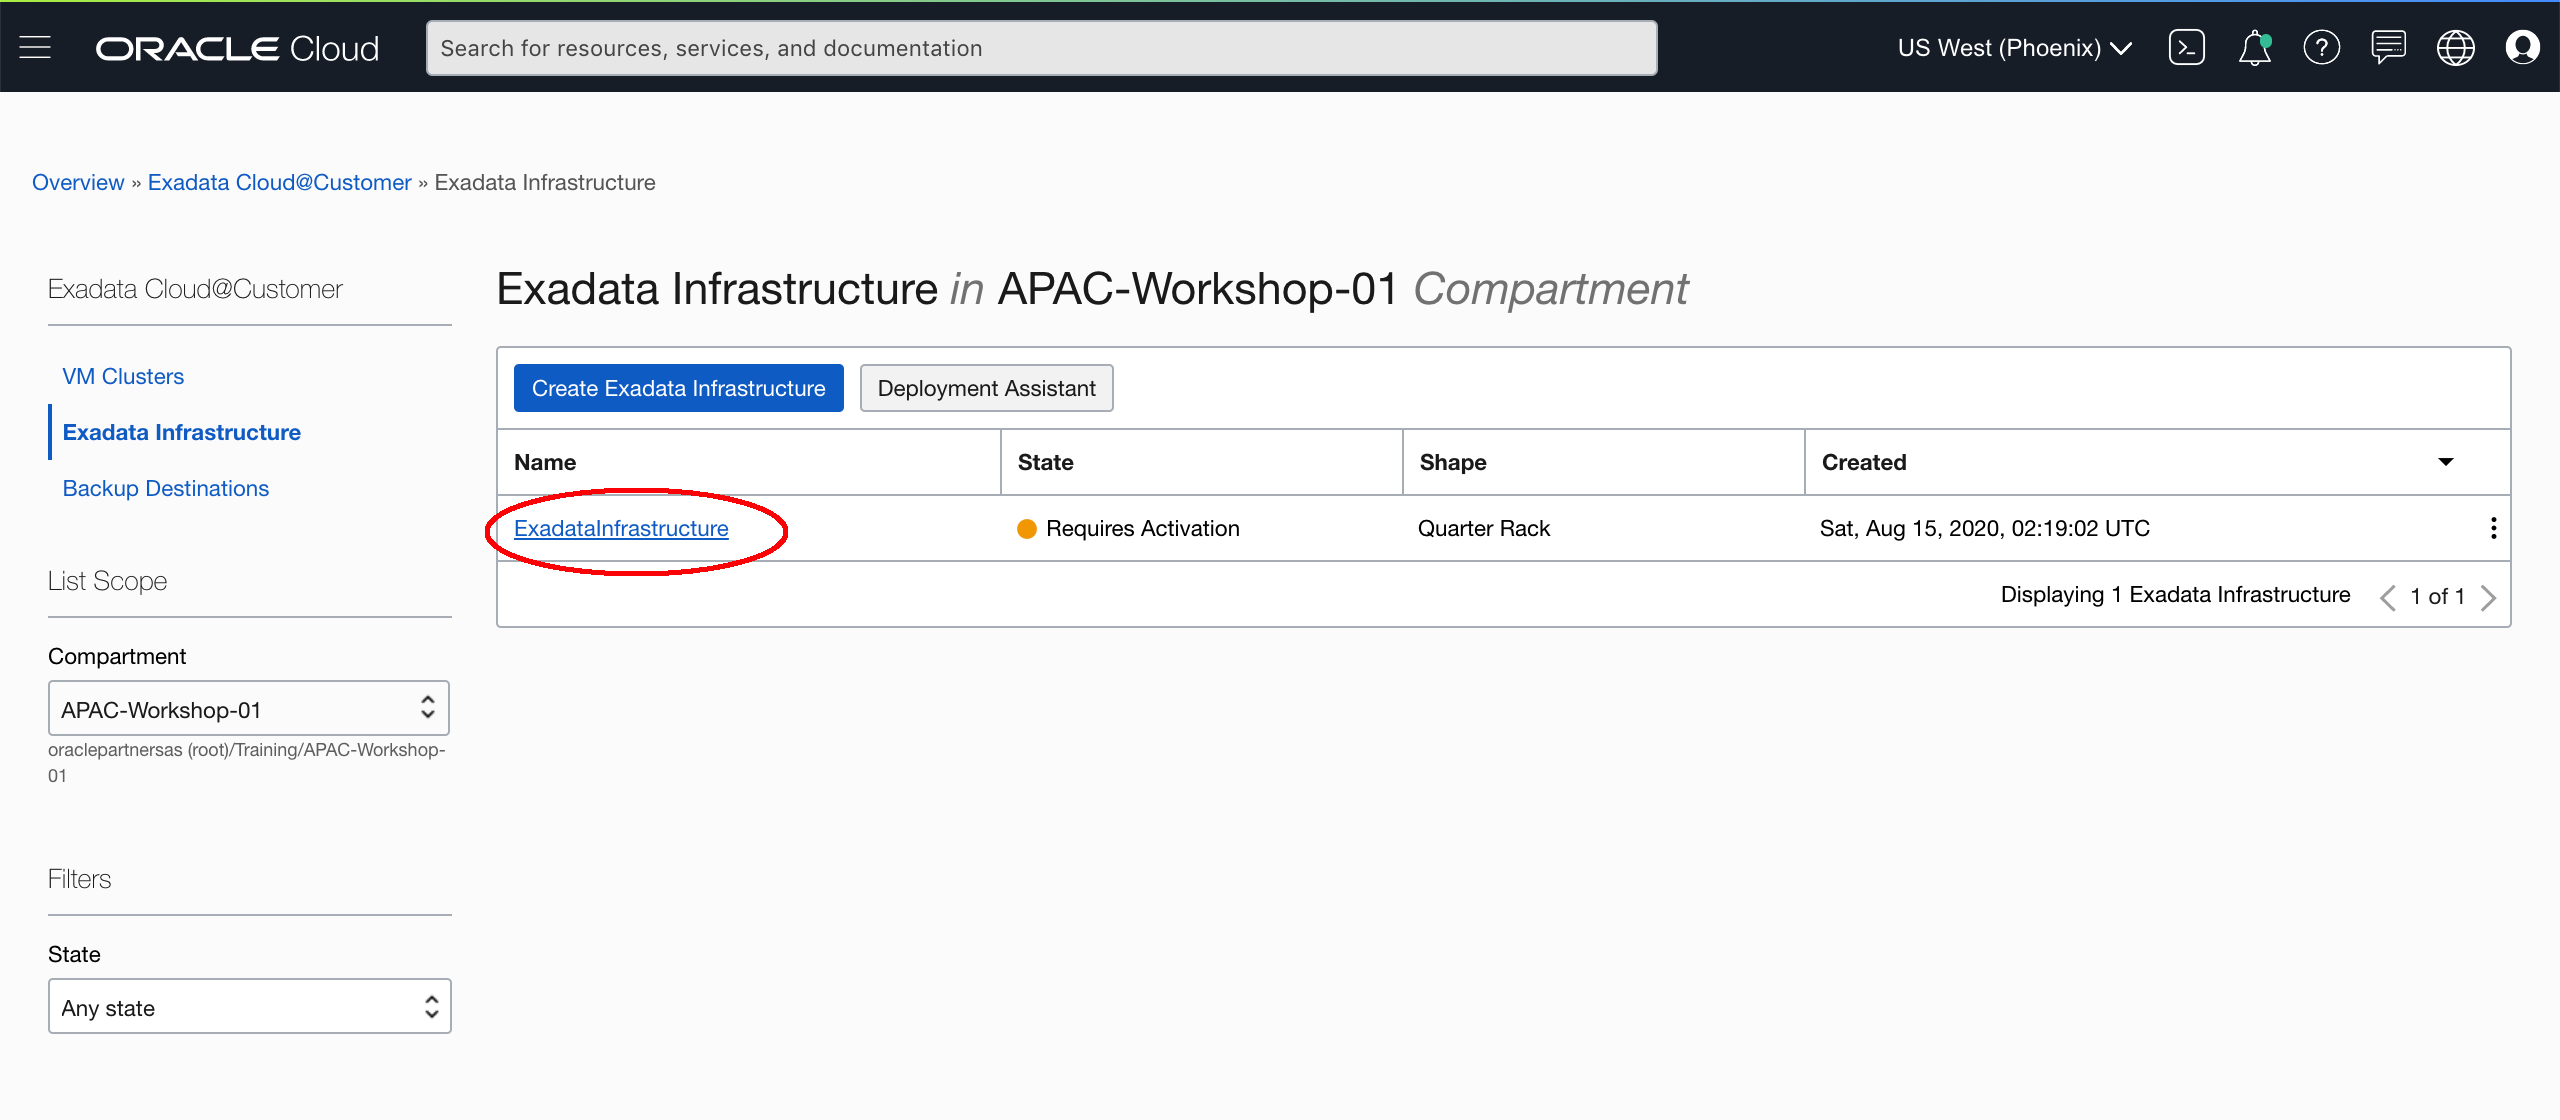 ORACLE Cloud
Search for resources, services, and documentation
US West (Phoenix)
Overview » Exadata Cloud@Customer » Exadata Infrastructure
Exadata Cloud@Customer
VM Clusters
Exadata Infrastructure
Backup Destinations
List Scope
Compartment
APAC-Workshop-01
oraclepartnersas (root)/Training/APAC-Workshop-
01
Filters
State
Any state
Exadata Infrastructure in APAC-Workshop-01 Compartment
Create Exadata Infrastructure Deployment Assistant
Name State Shape Created
ExadataInfrastructure Requires Activation Quarter Rack Sat, Aug 15, 2020, 02:19:02 UTC
Displaying 1 Exadata Infrastructure 1 of 1